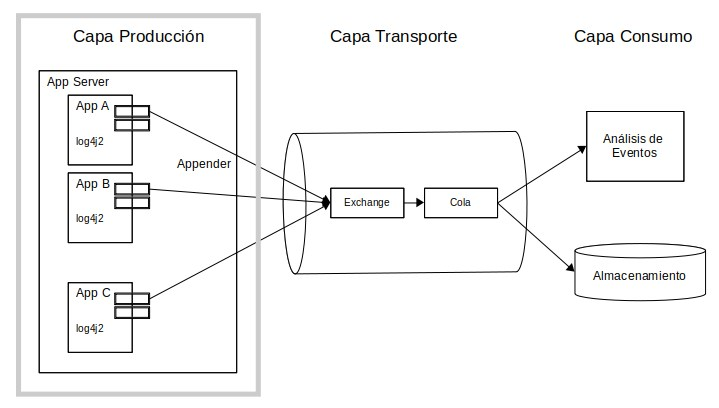 Capa Producción
Capa Transporte
Capa Consumo
App Server
App A
log4j2
Appender
App B
log4j2
App C
log4j2
Exchange
Cola
Análisis de
Eventos
Almacenamiento